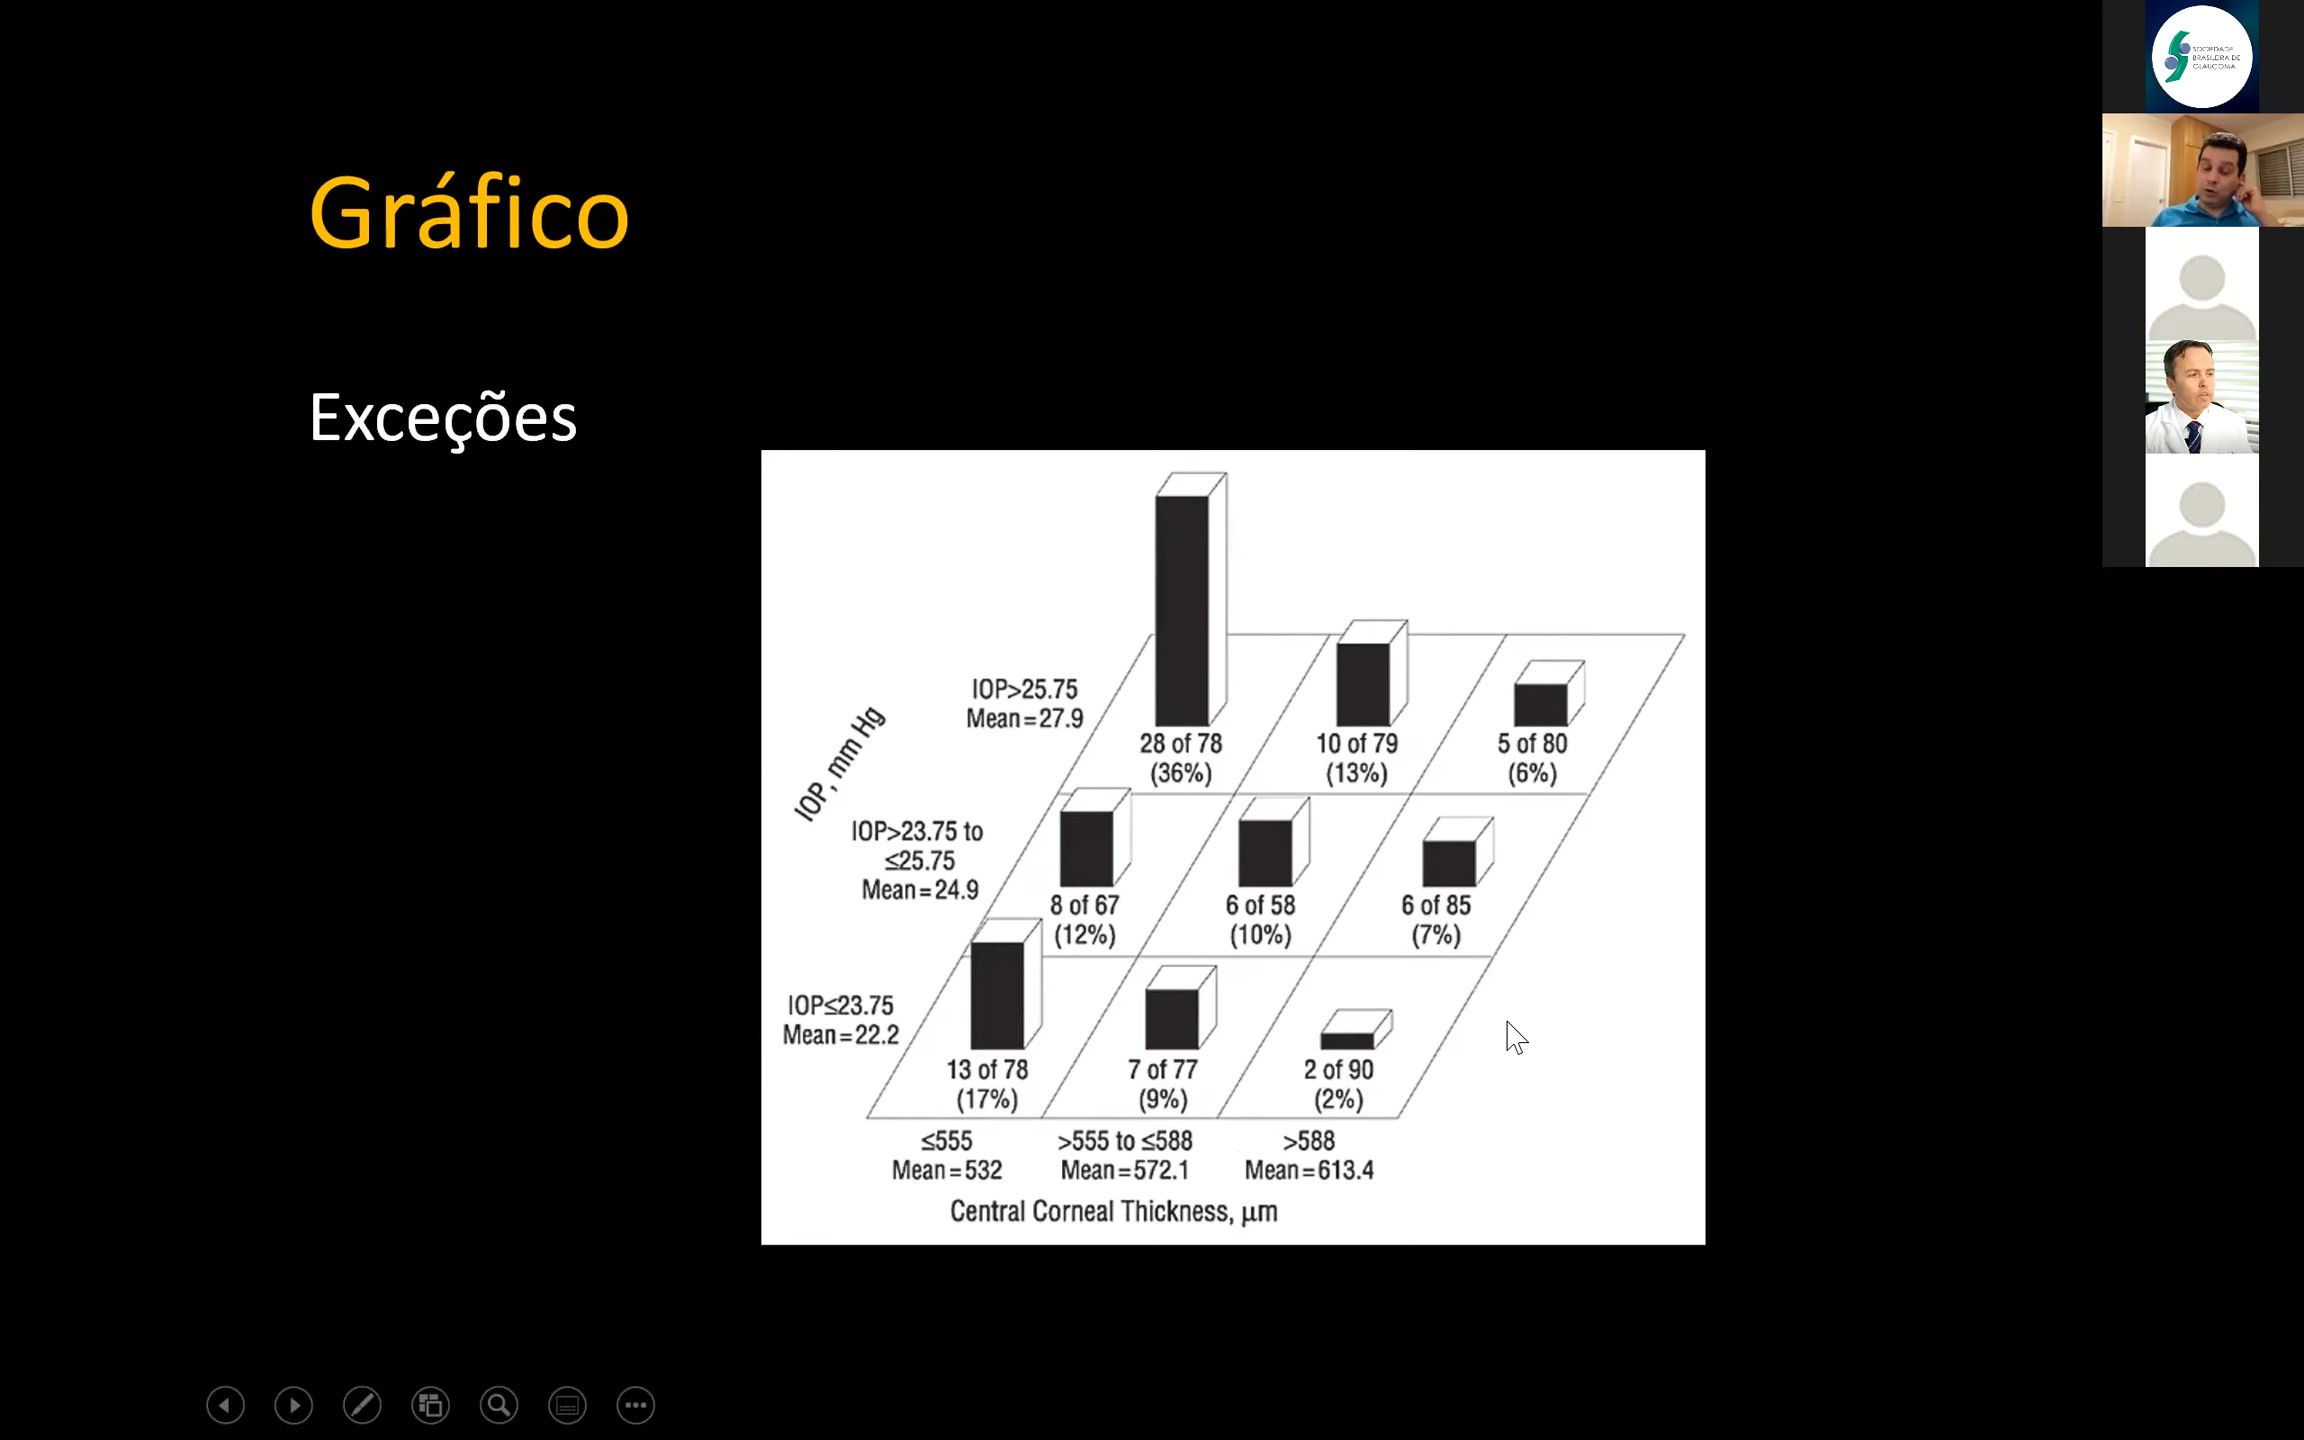 SOCIEDADE
BRASILEIRA DE
GLAUCOMA
Gráfico
Exceções
IOP, mm Hg
IOP>25.75
Mean=27.9
28 of 78
(36%)
10 of 79
(13%)
5 of 80
(6%)
IOP>23.75 to
≤25.75
Mean=24.9
8 of 67
(12%)
6 of 58
(10%)
6 of 85
(7%)
IOP≤23.75
Mean=22.2
13 of 78
(17%)
7 of 77
(9%)
2 of 90
(2%)
≤555
Mean=532
>555 to ≤588
Mean=572.1
>588
Mean=613.4
Central Corneal Thickness, μm